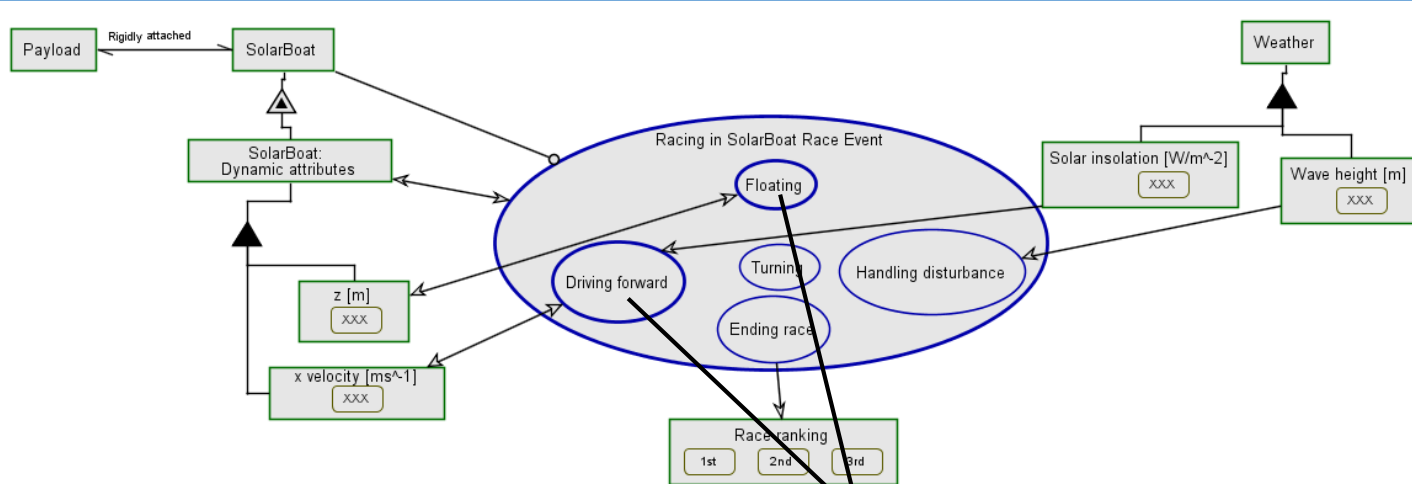 Payload
Rigidly attached
SolarBoat
Weather
SolarBoat:
Dynamic attributes
Racing in SolarBoat Race Event
Floating
Solar insolation [W/m^-2]
XXX
Wave height [m]
XXX
Driving forward
Turning
Handling disturbance
z [m]
XXX
Ending race
x velocity [ms^-1]
XXX
Race ranking
1st
2nd
3rd